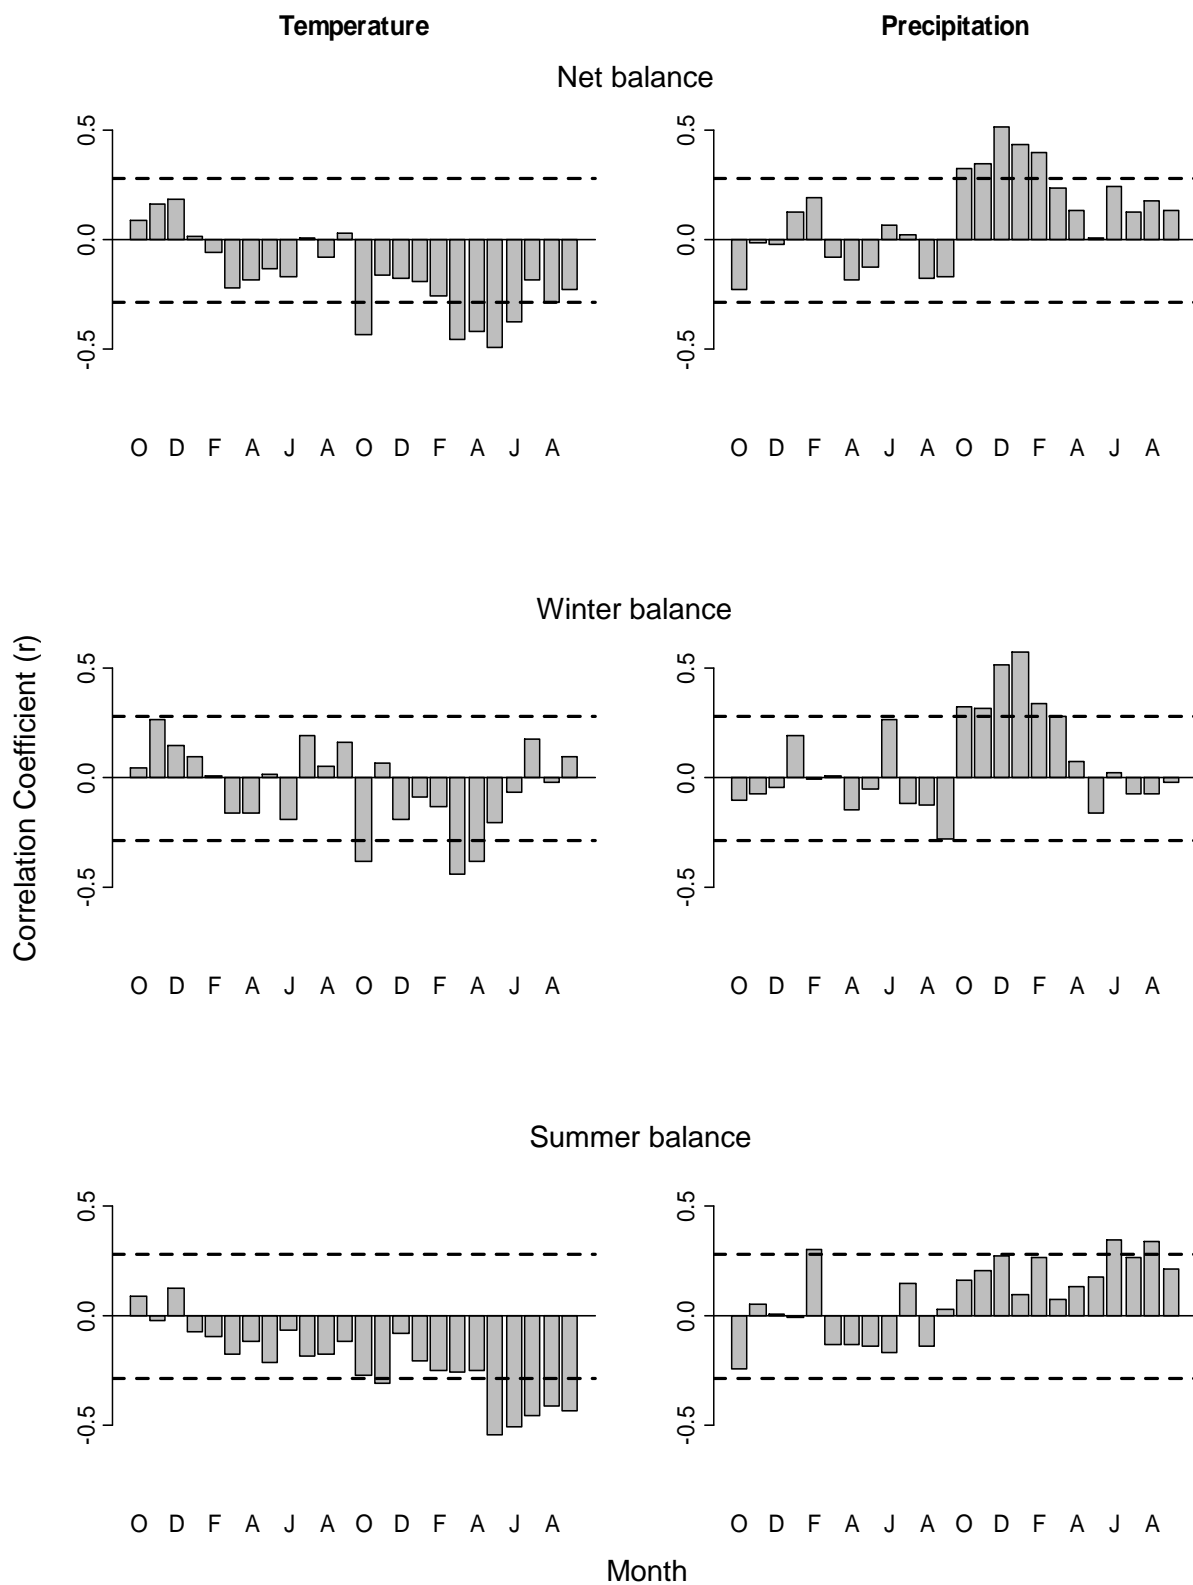 Temperature Precipitation
Net balance
0.5 0.0 -0.5
0.5 0.0 -0.5
O D F A J A O D F A J A
O D F A J A O D F A J A
Winter balance
Correlation Coefficient (r)
0.5 0.0 -0.5
0.5 0.0 -0.5
O D F A J A O D F A J A
O D F A J A O D F A J A
Summer balance
0.5 0.0 -0.5
0.5 0.0 -0.5
O D F A J A O D F A J A
O D F A J A O D F A J A
Month